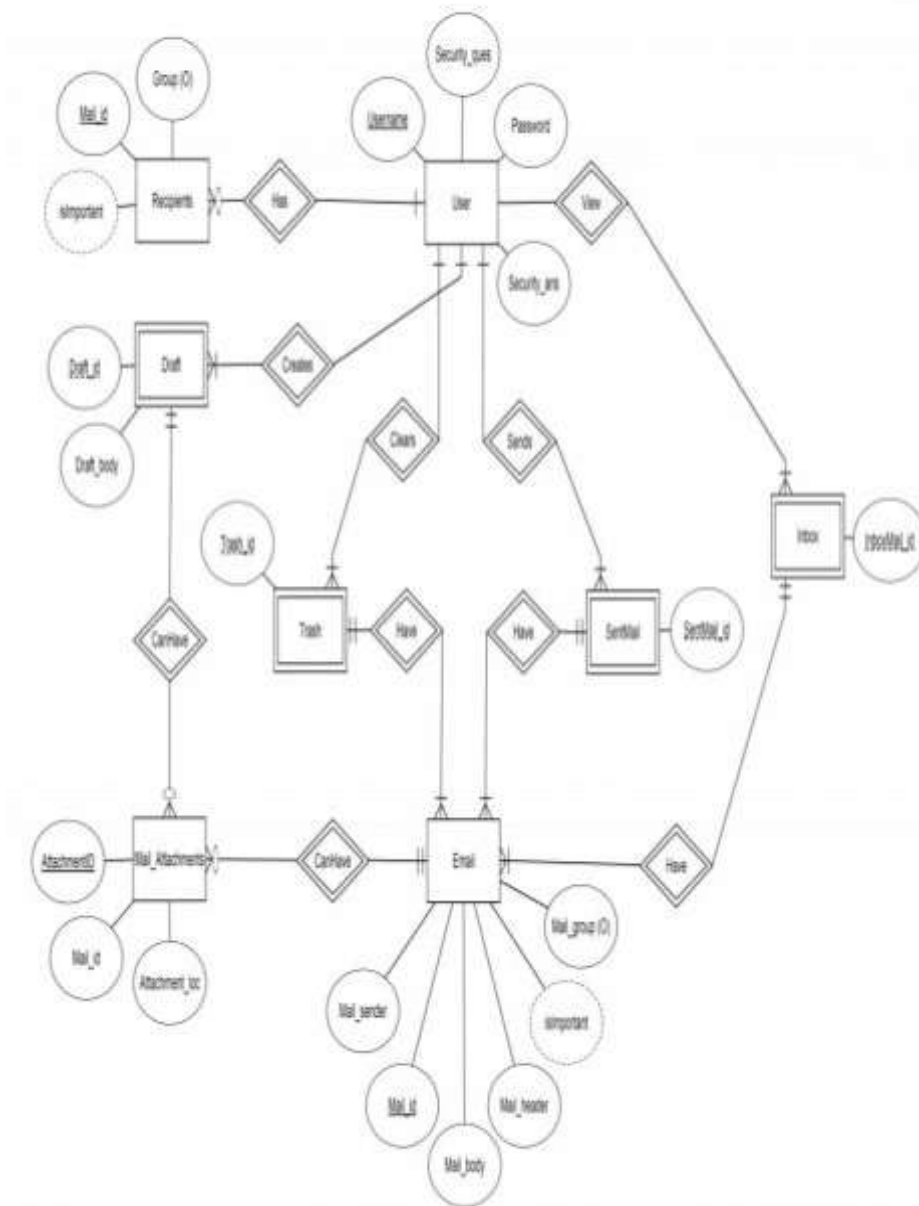 Security_ques
Group (O)
Mail_id
Username
Password
isImportant
Recipients
Has
User
View
Security_ans
Draft_id
Draft
Creates
Draft_body
Clears
Sends
Trash_id
Inbox
InboxMail_id
CanHave
Trash
Have
Have
SentMail
SentMail_id
AttachmentID
Mail_Attachments
CanHave
Email
Have
Mail_group (O)
Mail_id
Attachment_loc
Mail_sender
isImportant
Mail_id
Mail_header
Mail_body